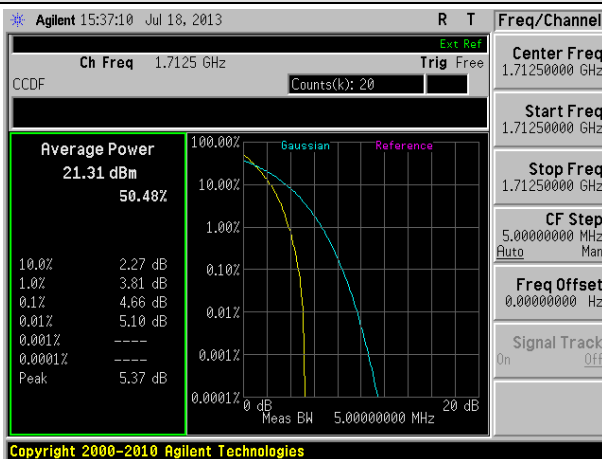 Agilent 15:37:10 Jul 18, 2013 R T Freq/Channel
Ext Ref
Ch Freq 1.7125 GHz Trig Free
CCDF Counts(k): 20
Center Freq
1.71250000 GHz
Start Freq
1.71250000 GHz
Stop Freq
1.71250000 GHz
CF Step
5.00000000 MHz
Auto Man
Freq Offset
0.00000000 Hz
Signal Track
On Off
Average Power
21.31 dBm
50.48%
10.0% 2.27 dB
1.0% 3.81 dB
0.1% 4.66 dB
0.01% 5.10 dB
0.001% ----
0.0001% ----
Peak 5.37 dB
Gaussian Reference
100.00%
10.00%
1.00%
0.10%
0.01%
0.001%
0.0001%
0 dB 20 dB
Meas BW 5.00000000 MHz
Copyright 2000-2010 Agilent Technologies